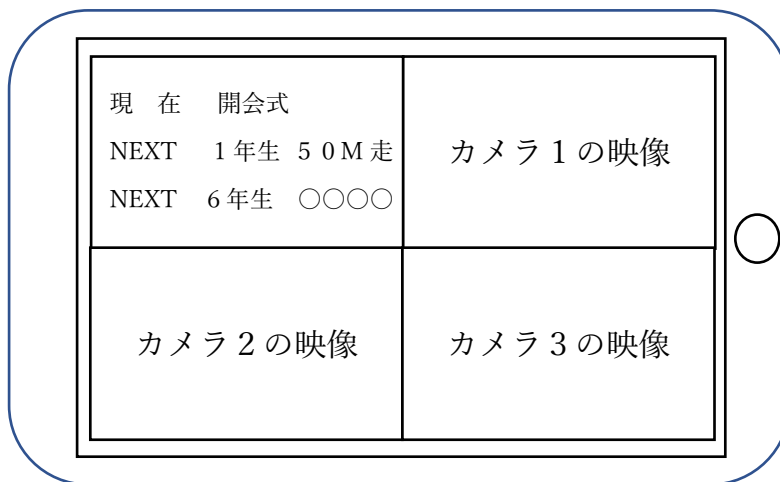 現　在　　開会式
NEXT　　１年生　５０Ｍ走
NEXT　　６年生　○○○○
カメラ１の映像
カメラ２の映像
カメラ３の映像